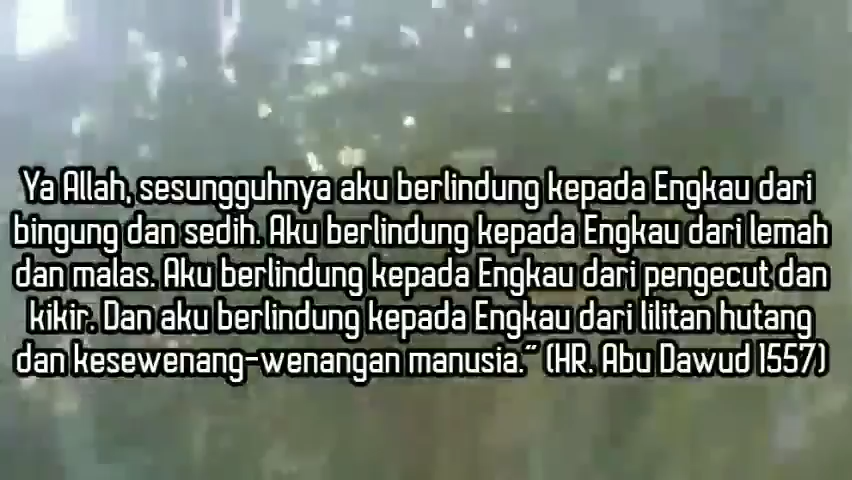 Ya Allah, sesungguhnya aku berlindung kepada Engkau dari
bingung dan sedih. Aku berlindung kepada Engkau dari lemah
dan malas. Aku berlindung kepada Engkau dari pengecut dan
kikir. Dan aku berlindung kepada Engkau dari lilitan hutang
dan kesewenang-wenangan manusia.” (HR. Abu Dawud 1557)